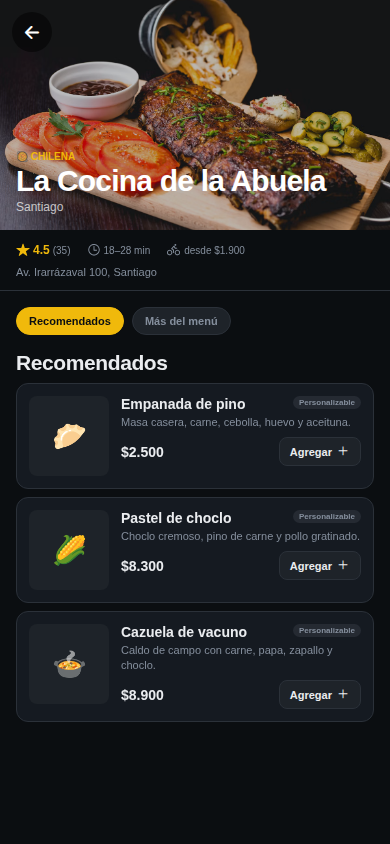 CHILENA
La Cocina de la Abuela
Santiago
4.5 (35) 18–28 min desde $1.900
Av. Irarrázaval 100, Santiago
Recomendados Más del menú
Recomendados
Empanada de pino Personalizable
Masa casera, carne, cebolla, huevo y aceituna.
$2.500 Agregar +
Pastel de choclo Personalizable
Choclo cremoso, pino de carne y pollo gratinado.
$8.300 Agregar +
Cazuela de vacuno Personalizable
Caldo de campo con carne, papa, zapallo y
choclo.
$8.900 Agregar +